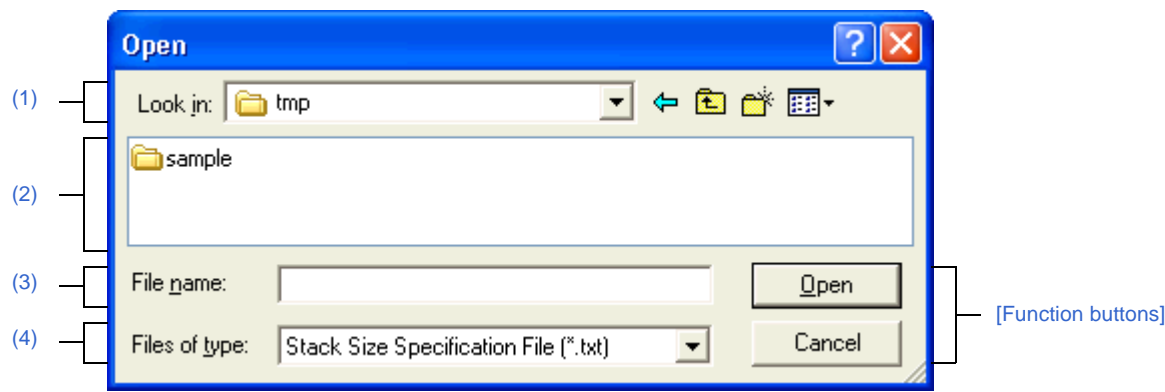 Open
(1) Look in: tmp
(2) sample
(3) File name: Open
[Function buttons]
(4) Files of type: Stack Size Specification File (*.txt) Cancel